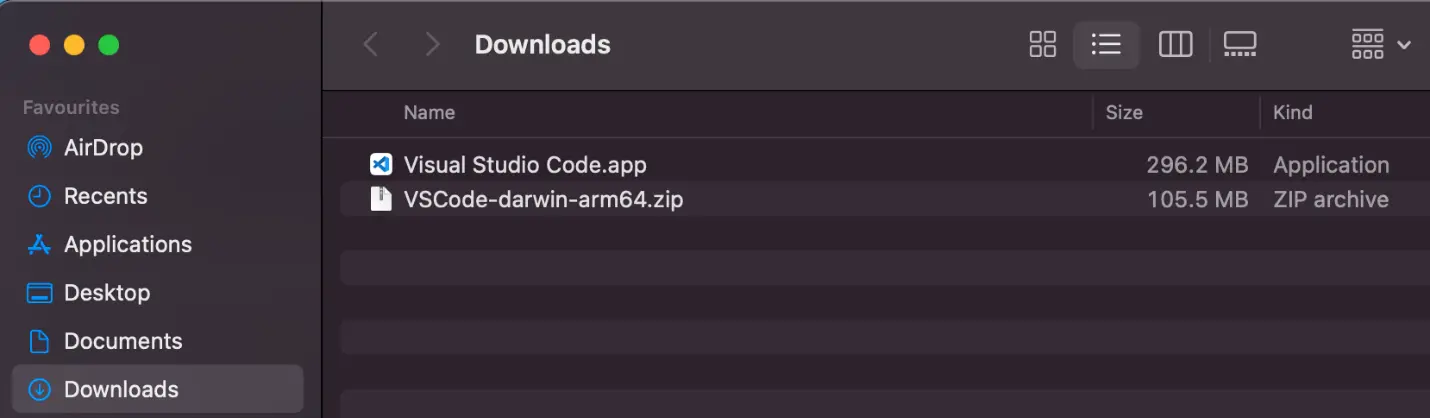 Downloads
Favourites
AirDrop
Recents
Applications
Desktop
Documents
Downloads
Name Size Kind
Visual Studio Code.app 296.2 MB Application
VSCode-darwin-arm64.zip 105.5 MB ZIP archive